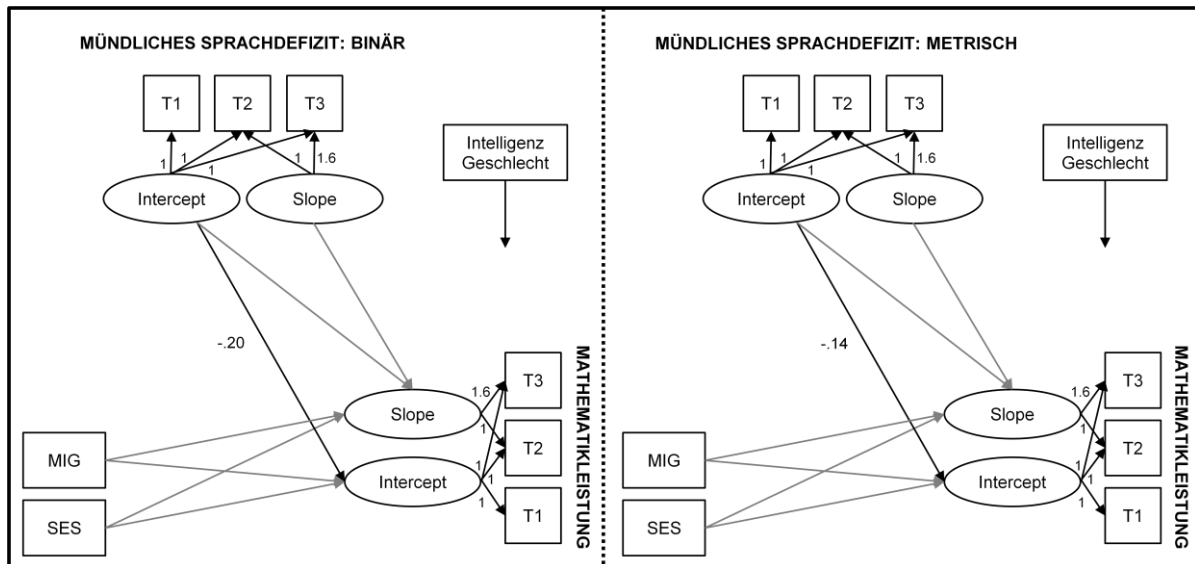 MÜNDLICHES SPRACHDEFIZIT: BINÄR
T1
T2
T3
Intelligenz
Geschlecht
1
1
1
1
1.6
Intercept
Slope
-.20
MATHEMATIKLEISTUNG
T3
1.6
Slope
1
T2
MIG
1
1
Intercept
1
T1
SES
MÜNDLICHES SPRACHDEFIZIT: METRISCH
T1
T2
T3
Intelligenz
Geschlecht
1
1
1
1
1.6
Intercept
Slope
-.14
MATHEMATIKLEISTUNG
T3
1.6
Slope
1
T2
MIG
1
1
Intercept
1
T1
SES